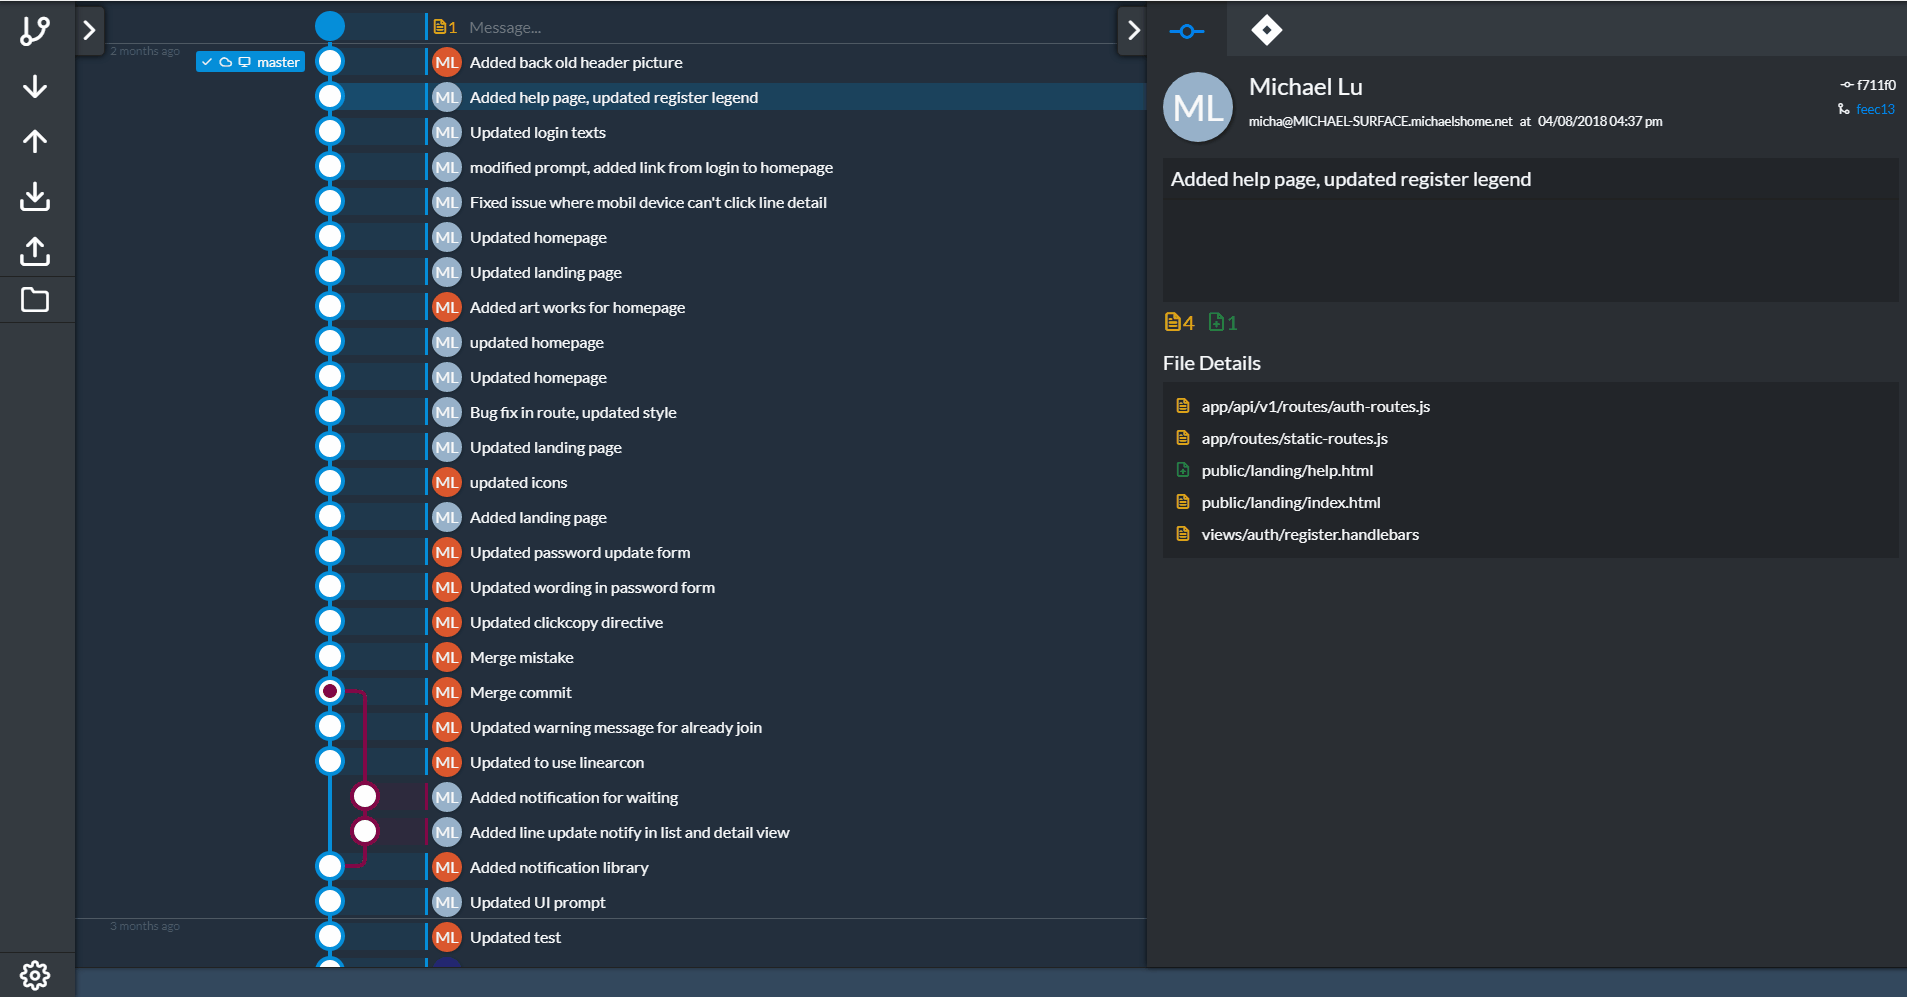 1 Message...
2 months ago
master
ML Added back old header picture
ML Added help page, updated register legend
ML Updated login texts
ML modified prompt, added link from login to homepage
ML Fixed issue where mobil device can't click line detail
ML Updated homepage
ML Updated landing page
ML Added art works for homepage
ML updated homepage
ML Updated homepage
ML Bug fix in route, updated style
ML Updated landing page
ML updated icons
ML Added landing page
ML Updated password update form
ML Updated wording in password form
ML Updated clickcopy directive
ML Merge mistake
ML Merge commit
ML Updated warning message for already join
ML Updated to use linearcon
ML Added notification for waiting
ML Added line update notify in list and detail view
ML Added notification library
ML Updated UI prompt
3 months ago
ML Updated test
ML
Michael Lu
micha@MICHAEL-SURFACE.michaelshome.net at 04/08/2018 04:37 pm
f711f0
feec13
Added help page, updated register legend
4 1
File Details
app/api/v1/routes/auth-routes.js
app/routes/static-routes.js
public/landing/help.html
public/landing/index.html
views/auth/register.handlebars